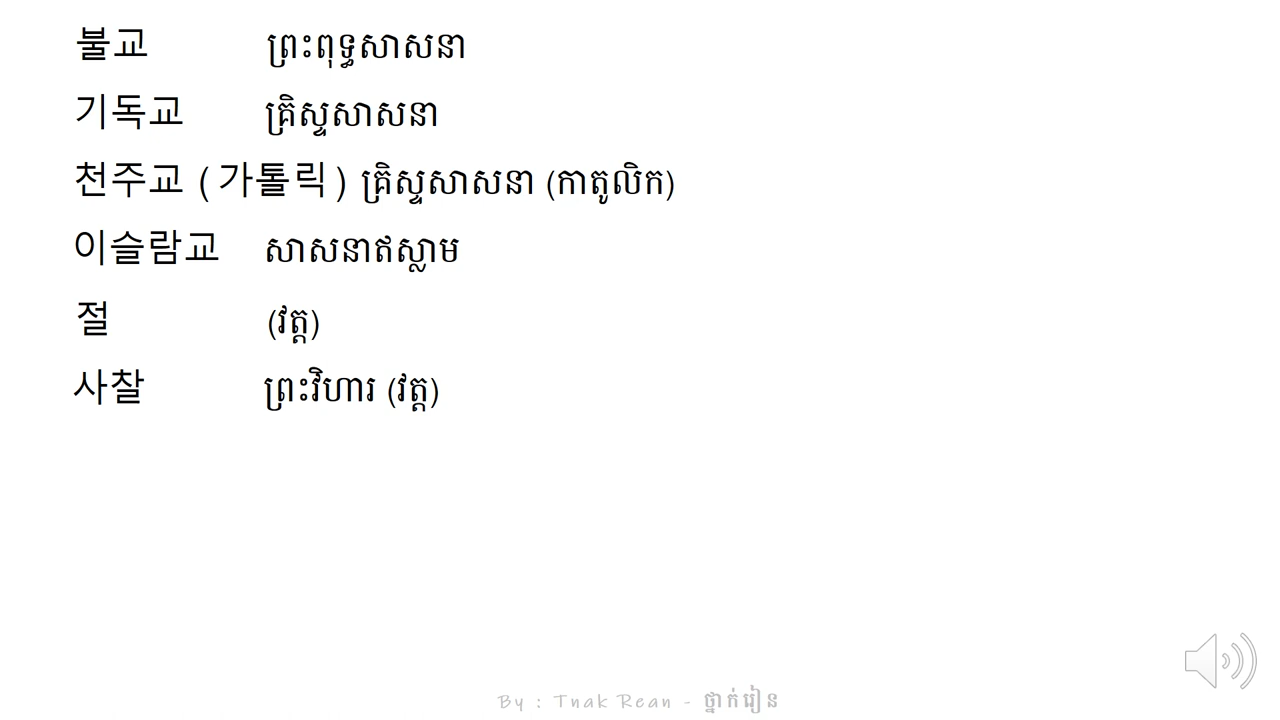 불교 ព្រះពុទ្ធសាសនា
기독교 គ្រិស្ទសាសនា
천주교 (가톨릭) គ្រិស្ទសាសនា (កាតូលិក)
이슬람교 សាសនាឥស្លាម
절 (វត្ត)
사찰 ព្រះវិហារ (វត្ត)
By : Tnak Rean - ថ្នាក់រៀន